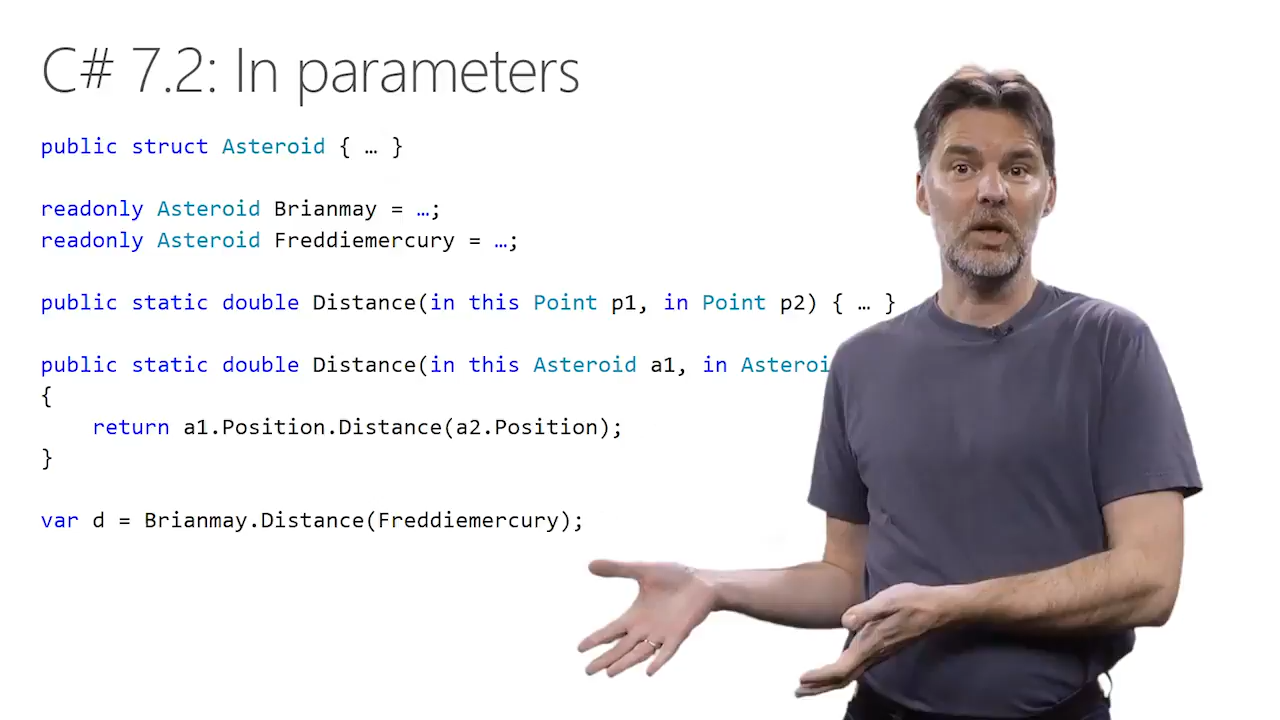 C# 7.2: In parameters
public struct Asteroid { … }
readonly Asteroid Brianmay = …;
readonly Asteroid Freddiemercury = …;
public static double Distance(in this Point p1, in Point p2) { … }
public static double Distance(in this Asteroid a1, in
{
return a1.Position.Distance(a2.Position);
}
var d = Brianmay.Distance(Freddiemercury);